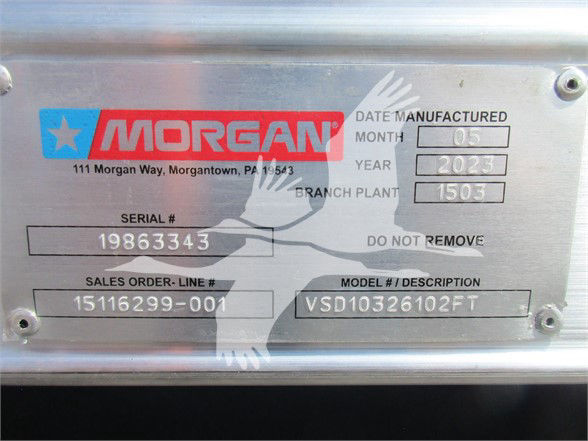 MORGAN®
111 Morgan Way, Morgantown, PA 19543
DATE MANUFACTURED
MONTH 05
YEAR 2023
BRANCH PLANT 1503
SERIAL #
19863343
DO NOT REMOVE
SALES ORDER- LINE #
15116299-001
MODEL # / DESCRIPTION
VSD10326102FT